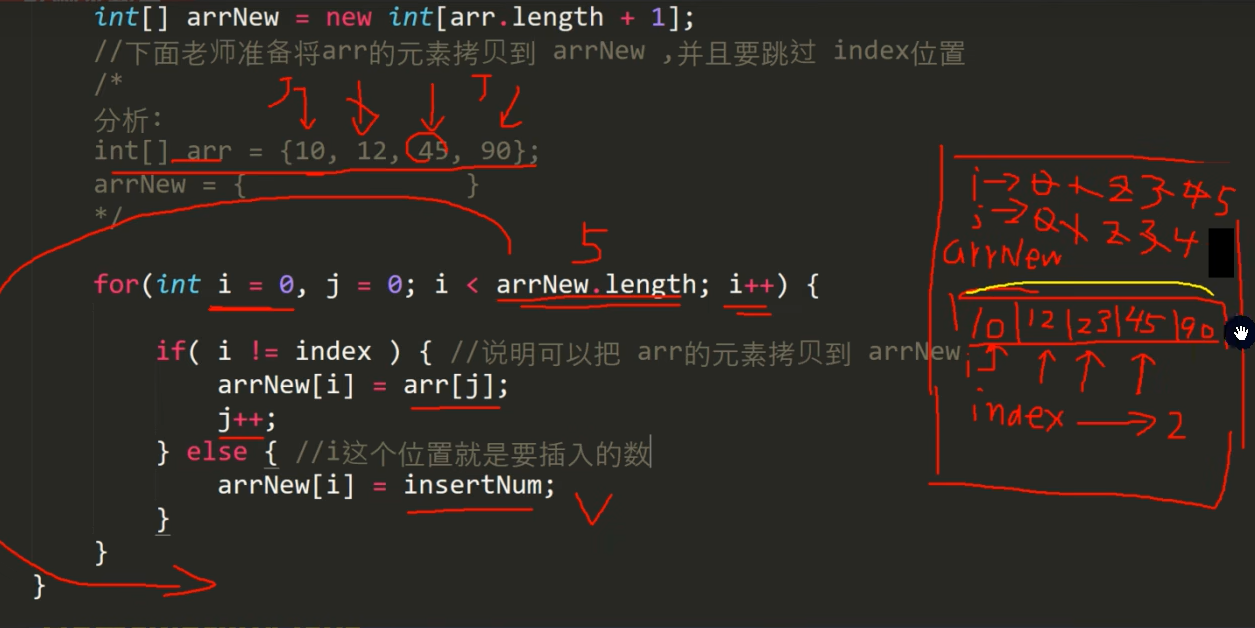 int[] arrNew = new int[arr.length + 1];
//下面老师准备将arr的元素拷贝到 arrNew ,并且要跳过 index位置
/*
分析:
int[] arr = {10, 12, 45, 90};
arrNew = {               }
*/
5
for(int i = 0, j = 0; i < arrNew.length; i++) {
if( i != index ) { //说明可以把 arr的元素拷贝到 arrNew
arrNew[i] = arr[j];
j++;
} else { //i这个位置就是要插入的数
arrNew[i] = insertNum;
}
}
}
i→0 1 2 3 4 5
j→0 1 2 3 4
arrNew
10|12|23|45|90
index → 2